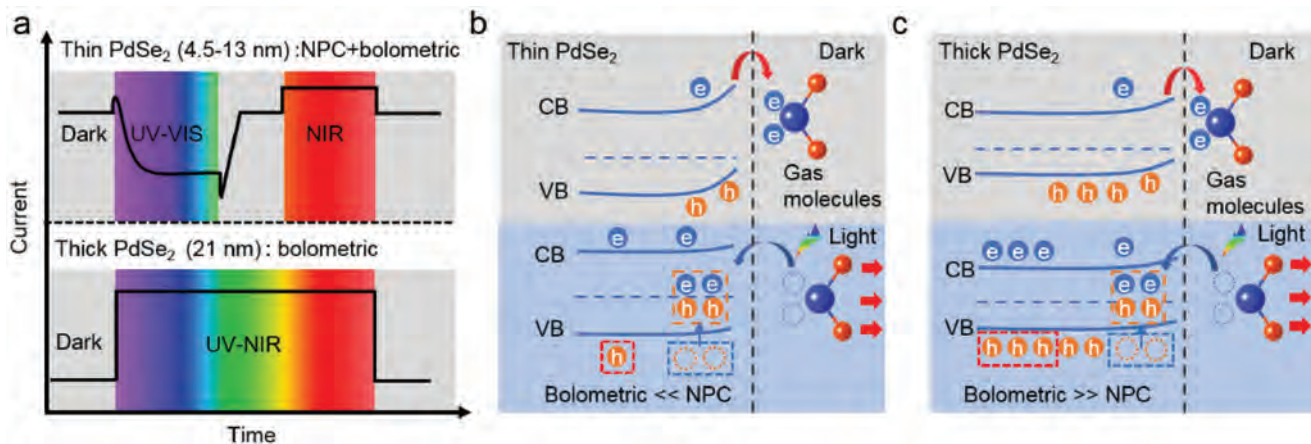 a
Thin PdSe₂ (4.5-13 nm) :NPC+bolometric
Dark
UV-VIS
NIR
Current
Thick PdSe₂ (21 nm) : bolometric
Dark
UV-NIR
Time
b
Thin PdSe₂
Dark
e
CB
e
e
VB
h
h
Gas
molecules
Light
e
e
CB
e e
h h
VB
h
Bolometric << NPC
c
Thick PdSe₂
Dark
e
CB
e
e
VB
h h h h
Gas
molecules
Light
e e e
e
CB
e e
h h
VB
h h h h h
Bolometric >> NPC